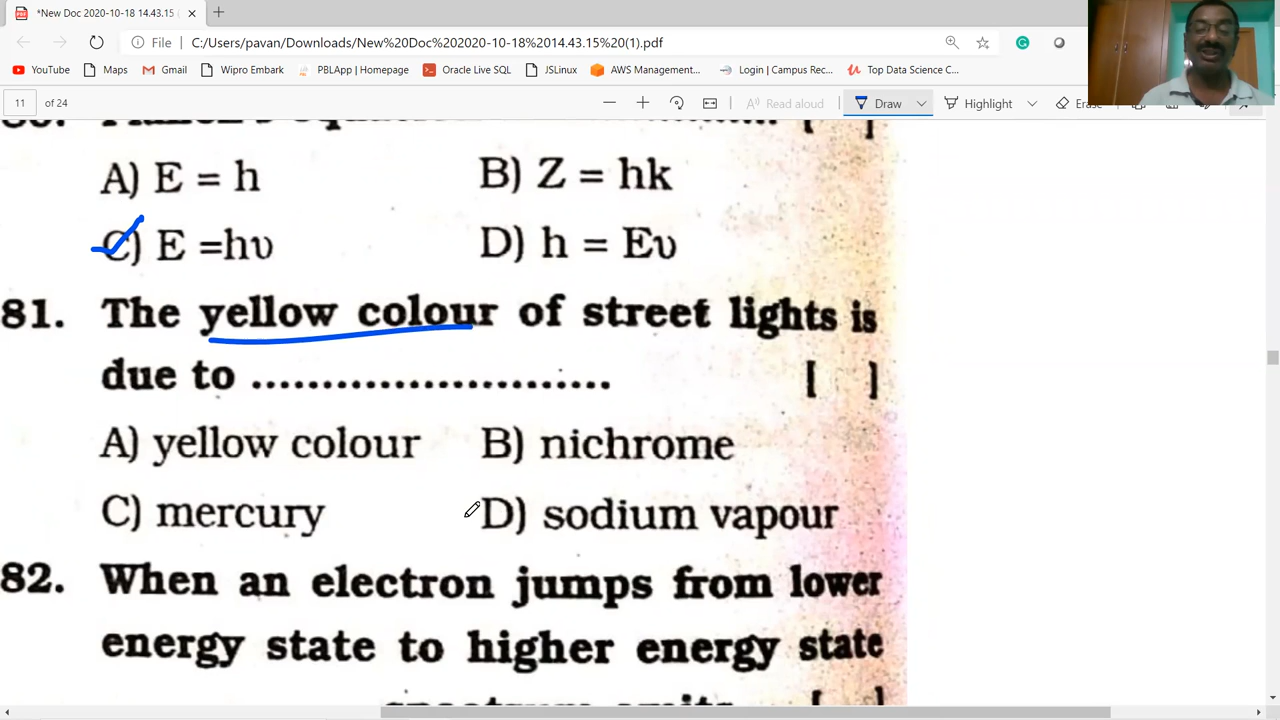 *New Doc 2020-10-18 14.43.15 (
File
C:/Users/pavan/Downloads/New%20Doc%202020-10-18%2014.43.15%20(1).pdf
YouTube Maps Gmail Wipro Embark PBLApp | Homepage Oracle Live SQL JSLinux AWS Management... Login | Campus Rec... Top Data Science C...
11 of 24 Read aloud Draw Highlight Erase
A) E = h B) Z = hk
C) E =hυ D) h = Eυ
81. The yellow colour of street lights is
due to .......................... [ ]
A) yellow colour B) nichrome
C) mercury D) sodium vapour
82. When an electron jumps from lower
energy state to higher energy state